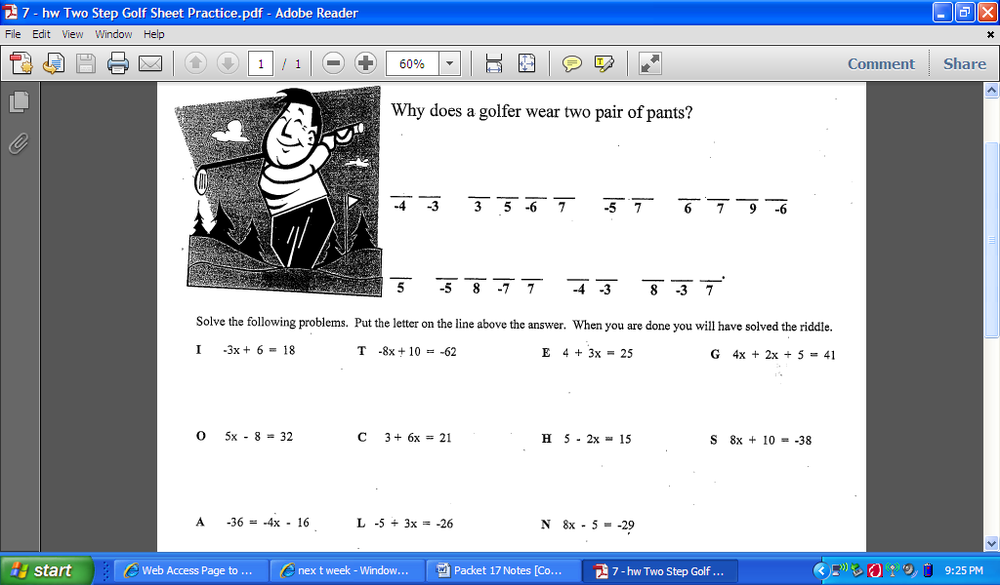 7 - hw Two Step Golf Sheet Practice.pdf - Adobe Reader
File Edit View Window Help
1 / 1 60% Comment Share
Why does a golfer wear two pair of pants?
-4 -3 3 5 -6 7 -5 7 6 7 9 -6
5 -5 8 -7 7 -4 -3 8 -3 7.
Solve the following problems. Put the letter on the line above the answer. When you are done you will have solved the riddle.
I -3x + 6 = 18 T -8x + 10 = -62 E 4 + 3x = 25 G 4x + 2x + 5 = 41
O 5x - 8 = 32 C 3 + 6x = 21 H 5 - 2x = 15 S 8x + 10 = -38
A -36 = -4x - 16 L -5 + 3x = -26 N 8x - 5 = -29
start Web Access Page to ... nex t week - Window... Packet 17 Notes [Co... 7 - hw Two Step Golf ... 9:25 PM